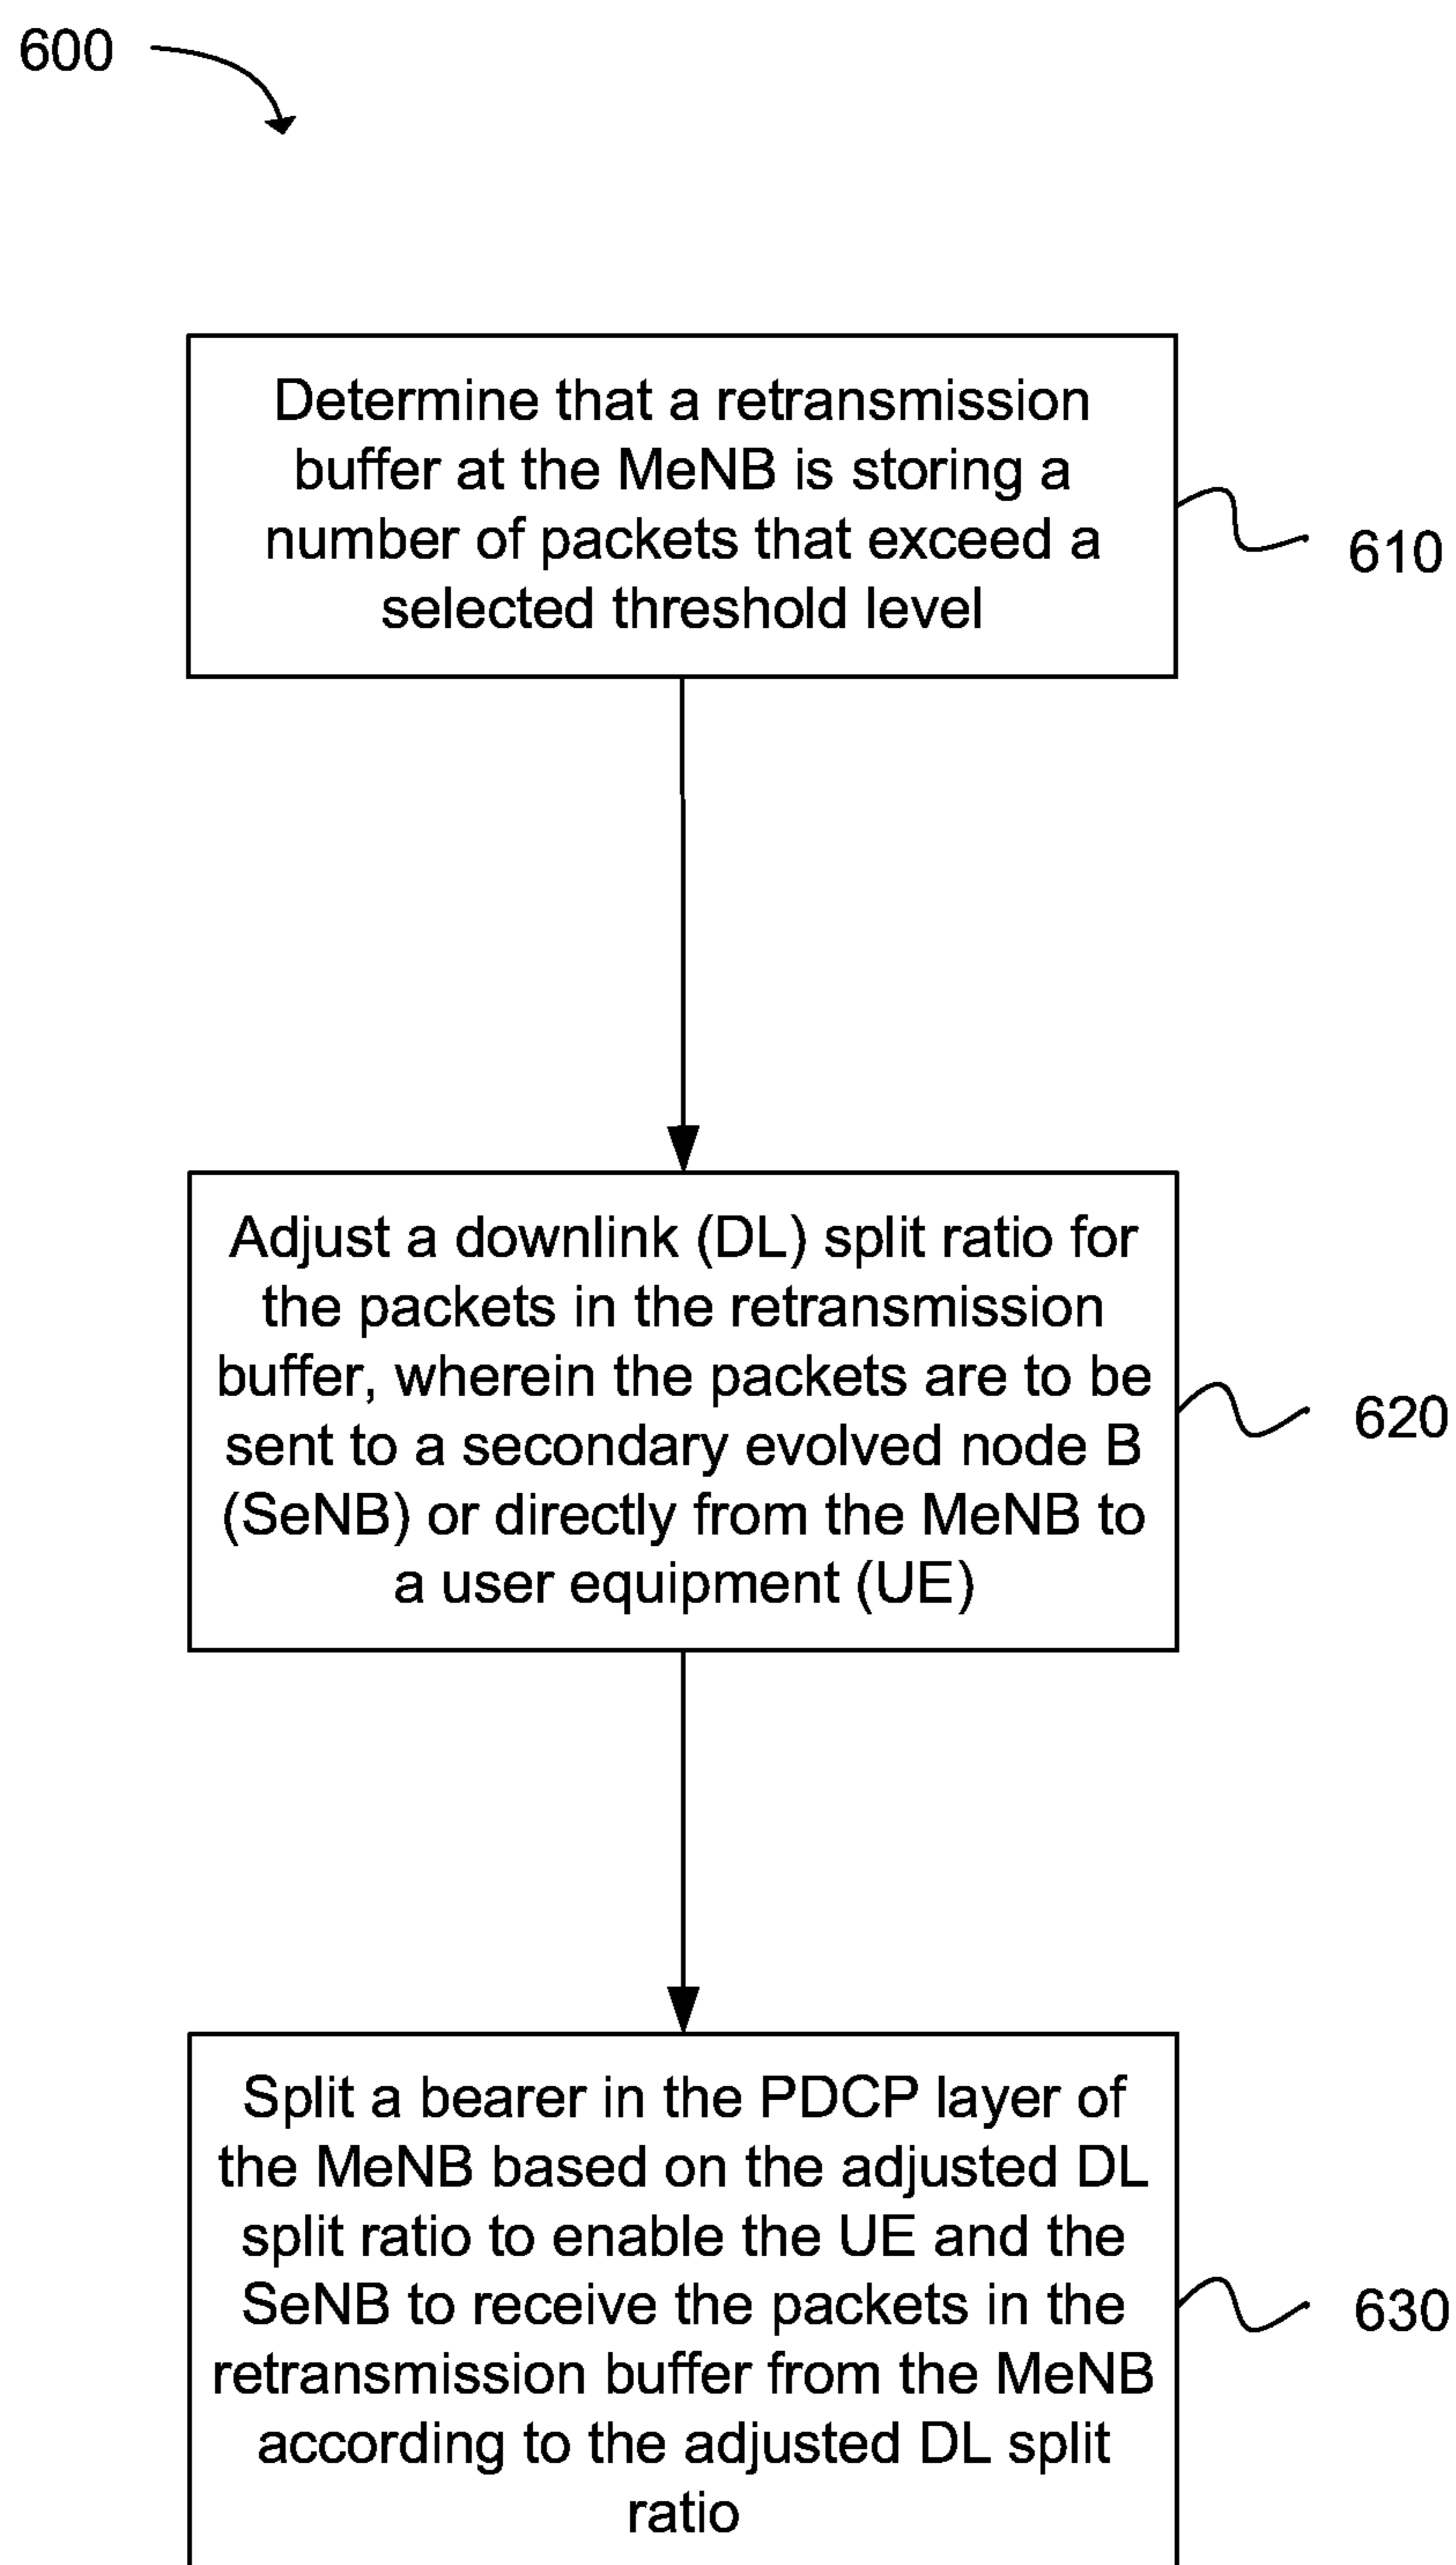 600
Determine that a retransmission
buffer at the MeNB is storing a
number of packets that exceed a
selected threshold level
610
Adjust a downlink (DL) split ratio for
the packets in the retransmission
buffer, wherein the packets are to be
sent to a secondary evolved node B
(SeNB) or directly from the MeNB to
a user equipment (UE)
620
Split a bearer in the PDCP layer of
the MeNB based on the adjusted DL
split ratio to enable the UE and the
SeNB to receive the packets in the
retransmission buffer from the MeNB
according to the adjusted DL split
ratio
630